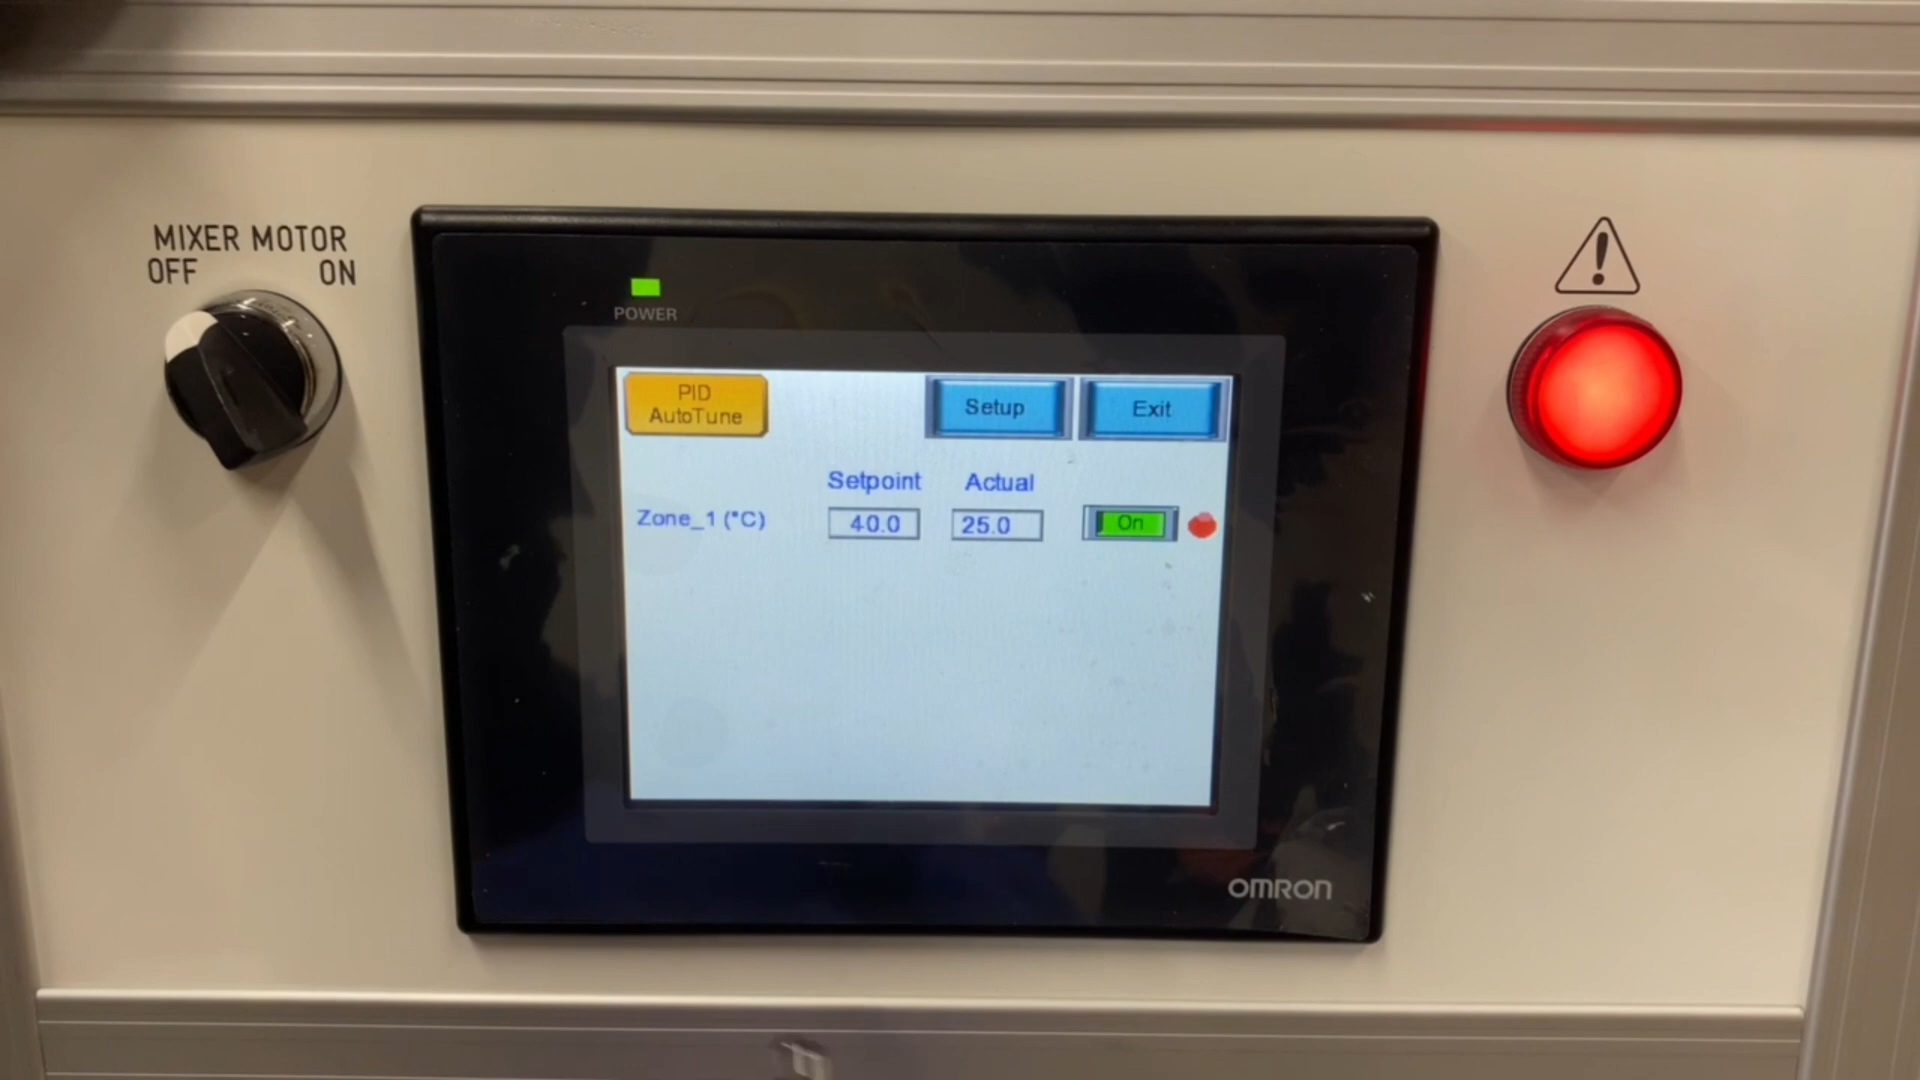 MIXER MOTOR
OFF ON
POWER
PID
AutoTune
Setup
Exit
Setpoint Actual
Zone_1 (°C) 40.0 25.0 On
OMRON